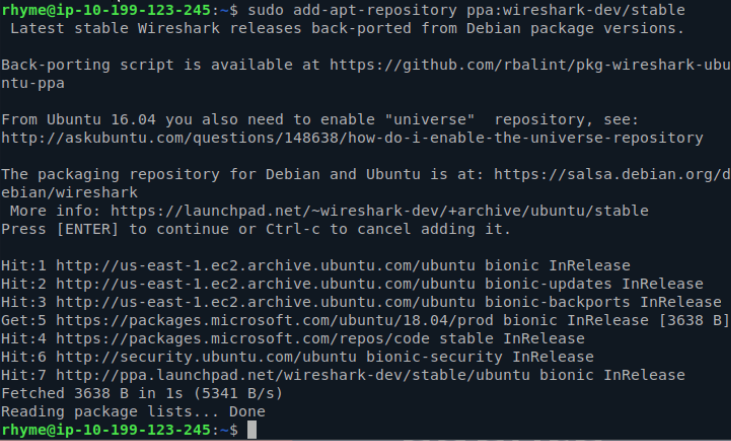 rhyme@ip-10-199-123-245:~$ sudo add-apt-repository ppa:wireshark-dev/stable
 Latest stable Wireshark releases back-ported from Debian package versions.

Back-porting script is available at https://github.com/rbalint/pkg-wireshark-ubu
ntu-ppa

From Ubuntu 16.04 you also need to enable "universe"  repository, see:
http://askubuntu.com/questions/148638/how-do-i-enable-the-universe-repository

The packaging repository for Debian and Ubuntu is at: https://salsa.debian.org/d
ebian/wireshark
 More info: https://launchpad.net/~wireshark-dev/+archive/ubuntu/stable
Press [ENTER] to continue or Ctrl-c to cancel adding it.

Hit:1 http://us-east-1.ec2.archive.ubuntu.com/ubuntu bionic InRelease
Hit:2 http://us-east-1.ec2.archive.ubuntu.com/ubuntu bionic-updates InRelease
Hit:3 http://us-east-1.ec2.archive.ubuntu.com/ubuntu bionic-backports InRelease
Get:5 https://packages.microsoft.com/ubuntu/18.04/prod bionic InRelease [3638 B]
Hit:4 https://packages.microsoft.com/repos/code stable InRelease
Hit:6 http://security.ubuntu.com/ubuntu bionic-security InRelease
Hit:7 http://ppa.launchpad.net/wireshark-dev/stable/ubuntu bionic InRelease
Fetched 3638 B in 1s (5341 B/s)
Reading package lists... Done
rhyme@ip-10-199-123-245:~$